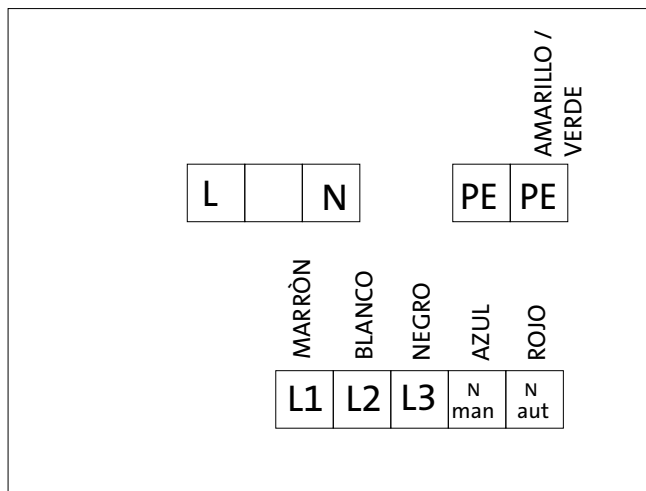 AMARILLO /
VERDE
L N PE PE
MARRÒN BLANCO NEGRO AZUL ROJO
L1 L2 L3 N man N aut